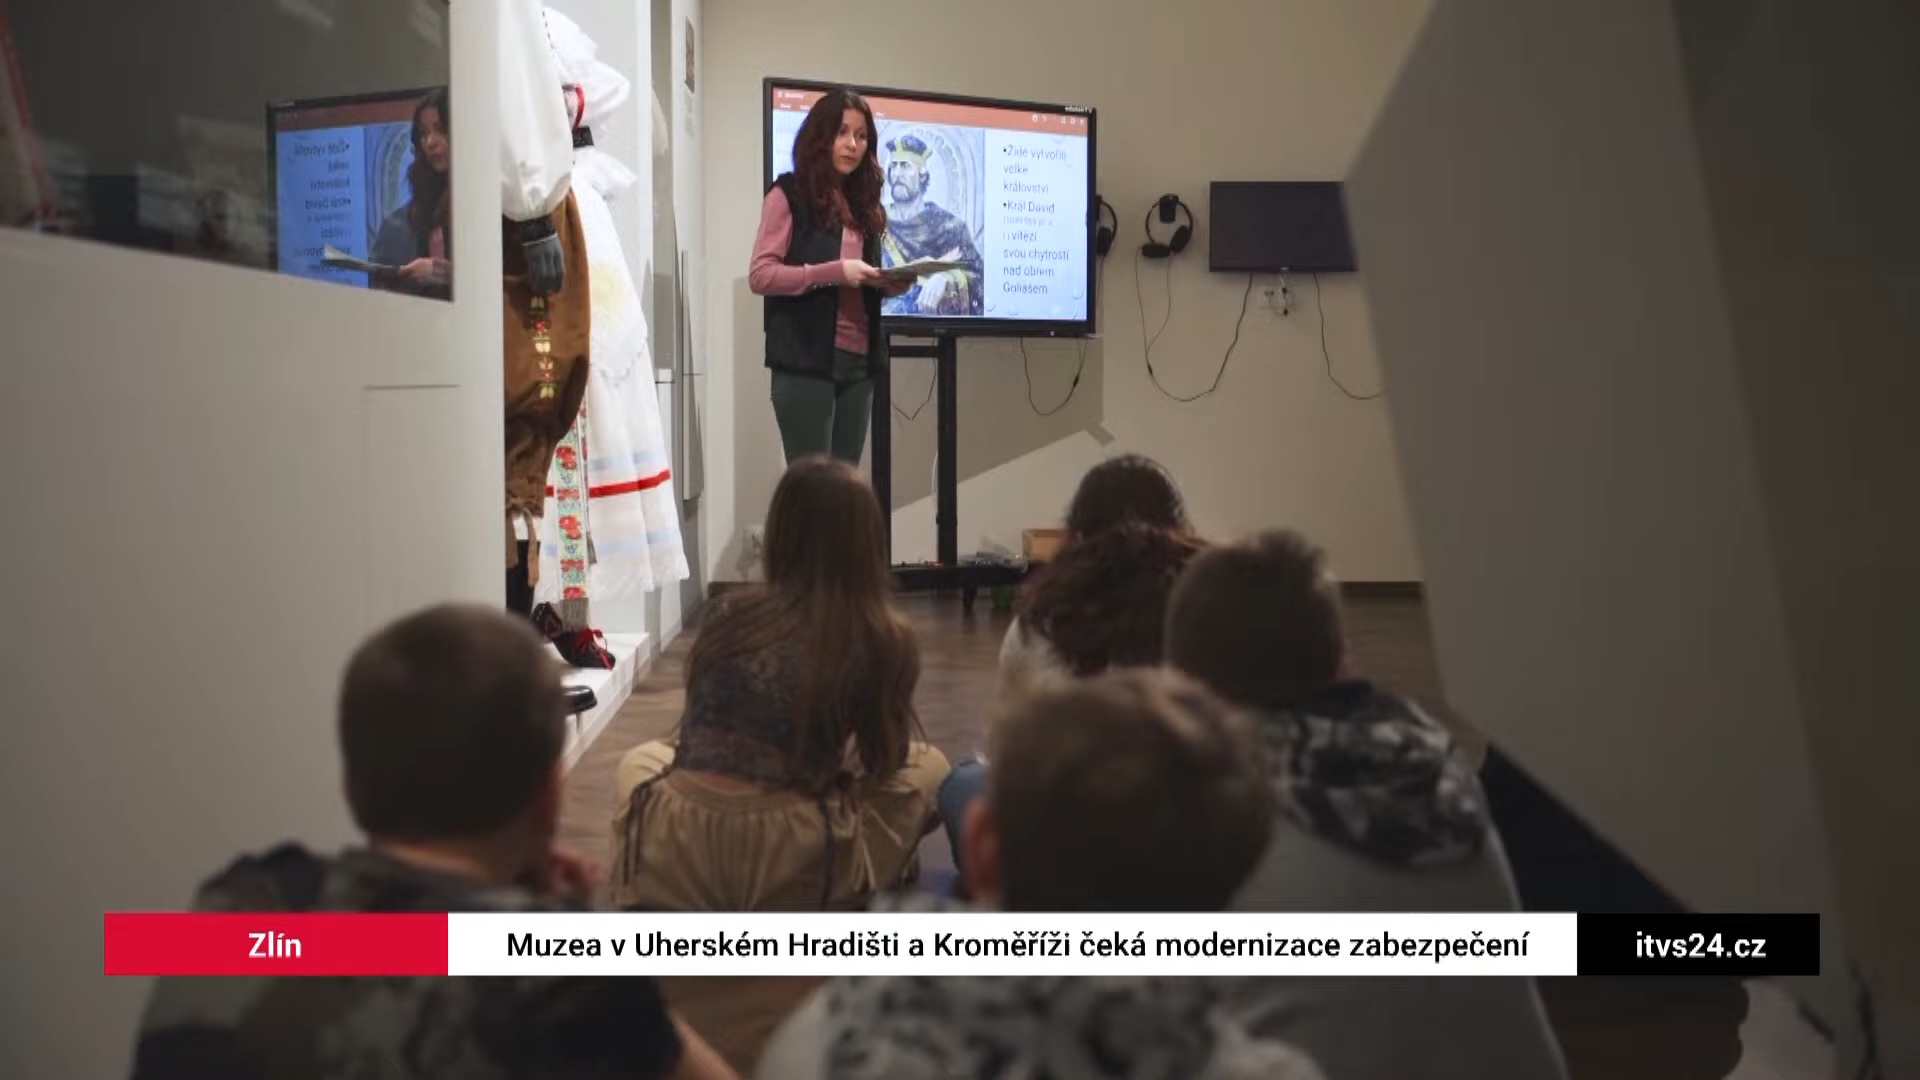 •Židé vytvořili
velké
království
•Král David
vítězí
svou chytrostí
nad obrem
Goliášem
Zlín
Muzea v Uherském Hradišti a Kroměříži čeká modernizace zabezpečení
itvs24.cz